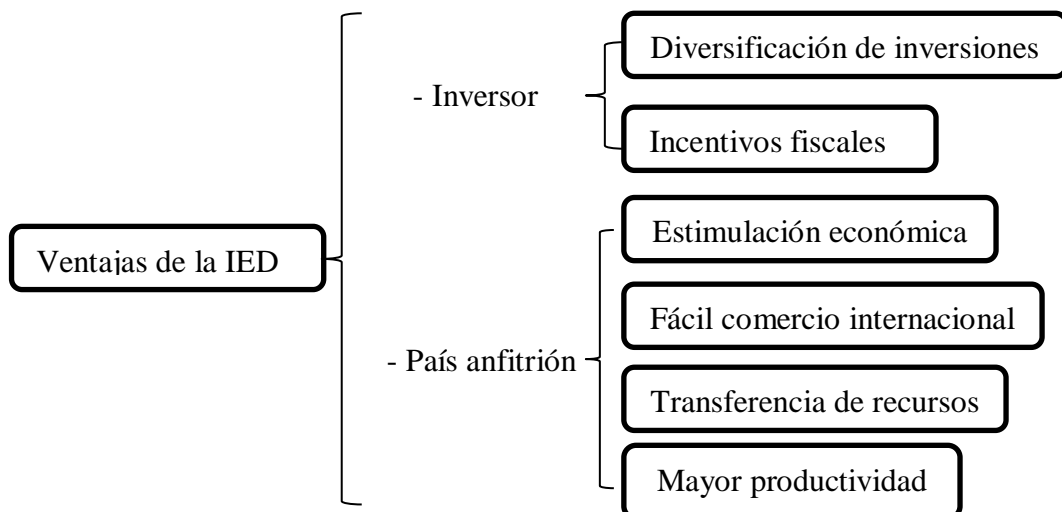 Ventajas de la IED
- Inversor
Diversificación de inversiones
Incentivos fiscales
- País anfitrión
Estimulación económica
Fácil comercio internacional
Transferencia de recursos
Mayor productividad